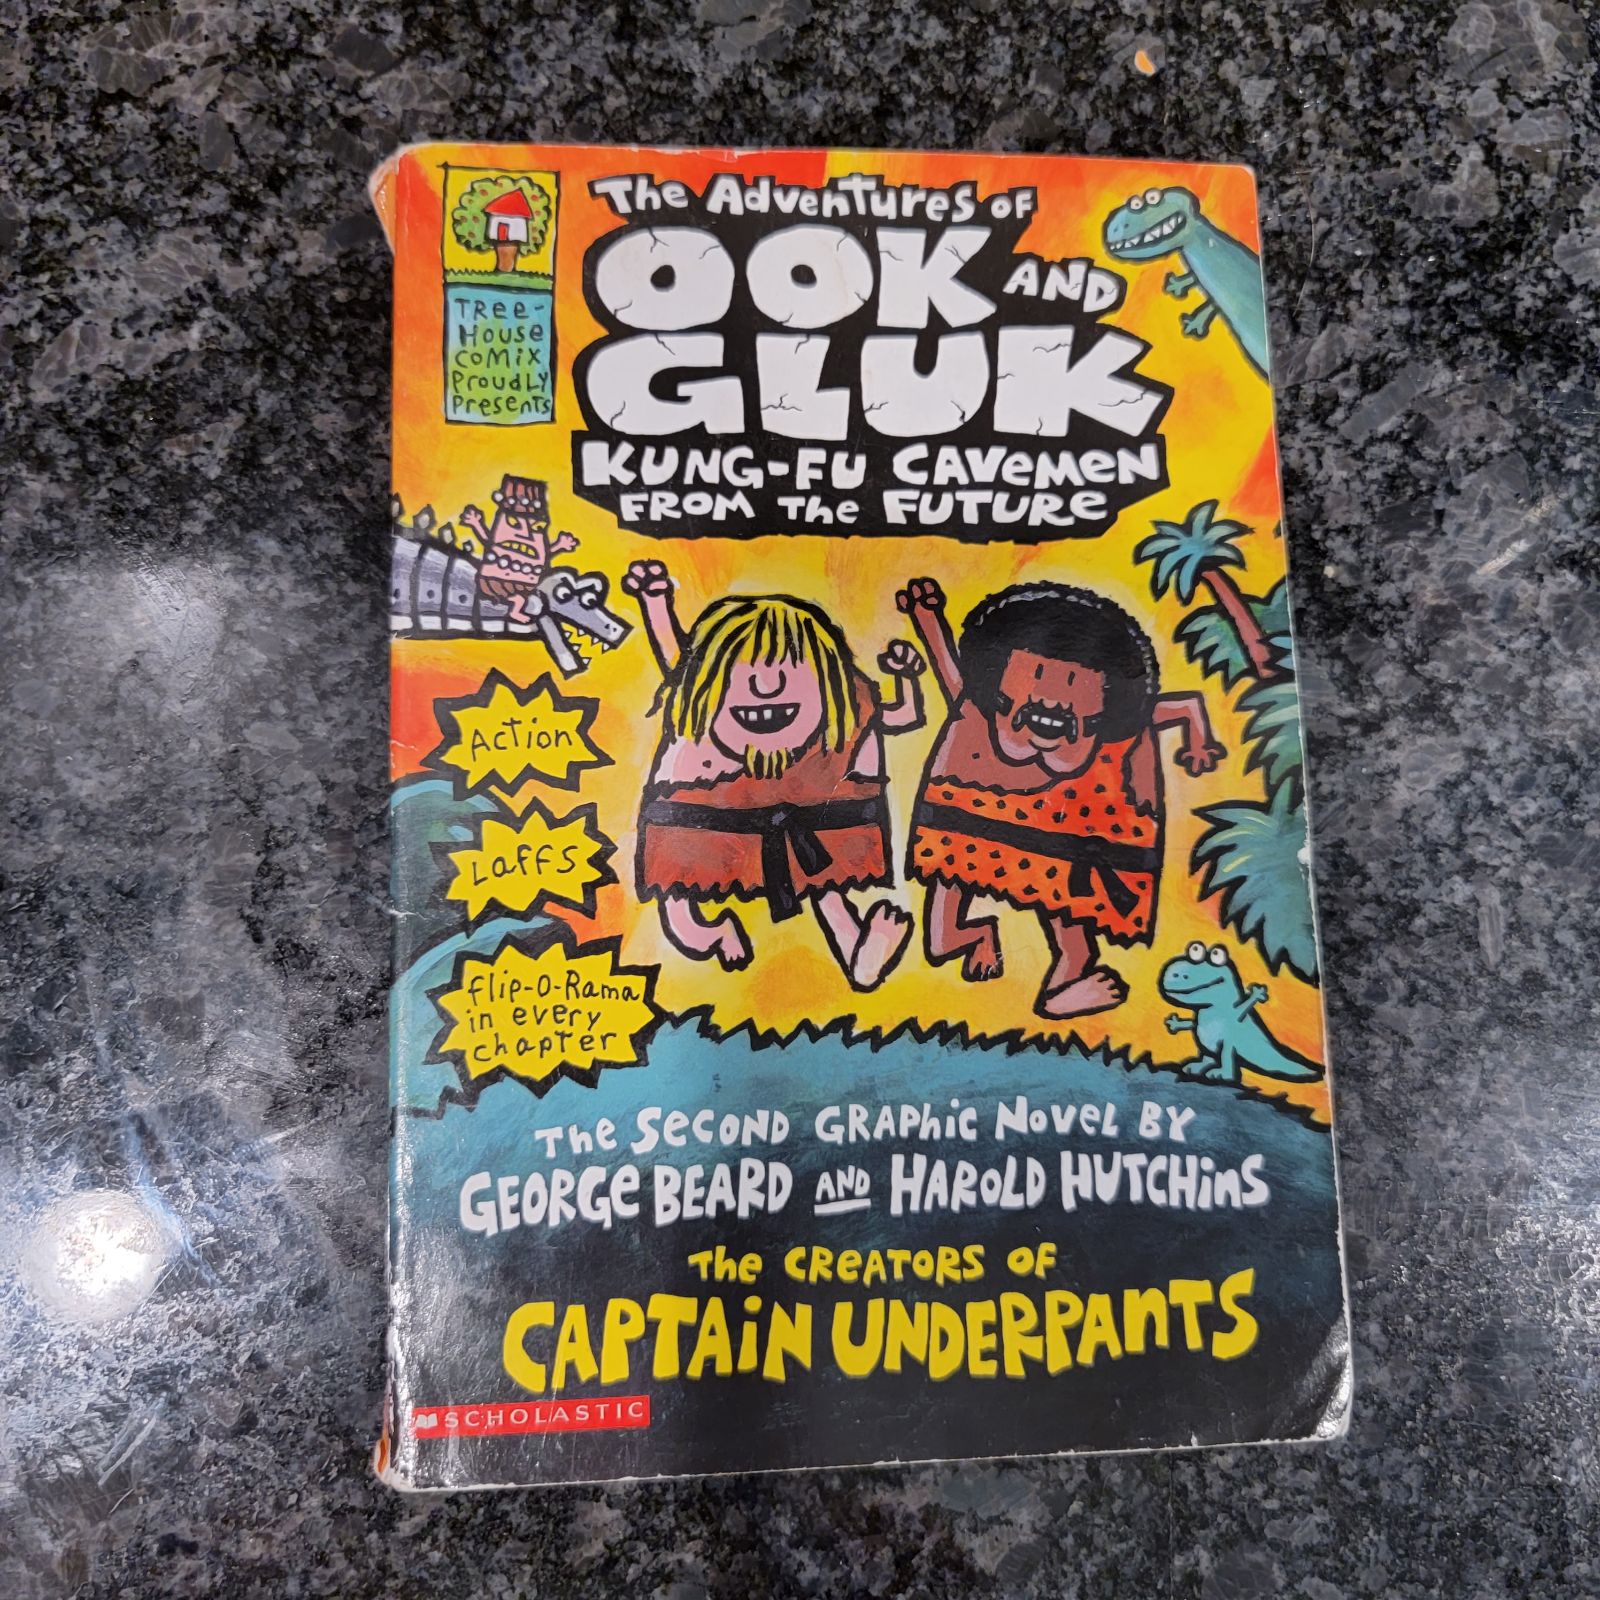 The Adventures of
OOK AND
GLUK
KUNG-FU CAVEMEN
FROM The FUTURE
TREE-
HOUSE
COMIX
ProudLY
Presents
Action
Laffs
flip-O-Rama
in every
chapter
The Second Graphic Novel by
George Beard and Harold Hutchins
The creators of
Captain Underpants
SCHOLASTIC